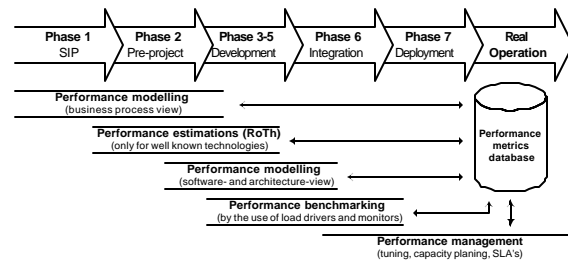 Phase 1
SIP
Phase 2
Pre-project
Phase 3-5
Development
Phase 6
Integration
Phase 7
Deployment
Real
Operation
Performance modelling
(business process view)
Performance estimations (RoTh)
(only for well known technologies)
Performance modelling
(software- and architecture-view)
Performance benchmarking
(by the use of load drivers and monitors)
Performance
metrics
database
Performance management
(tuning, capacity planing, SLA's)